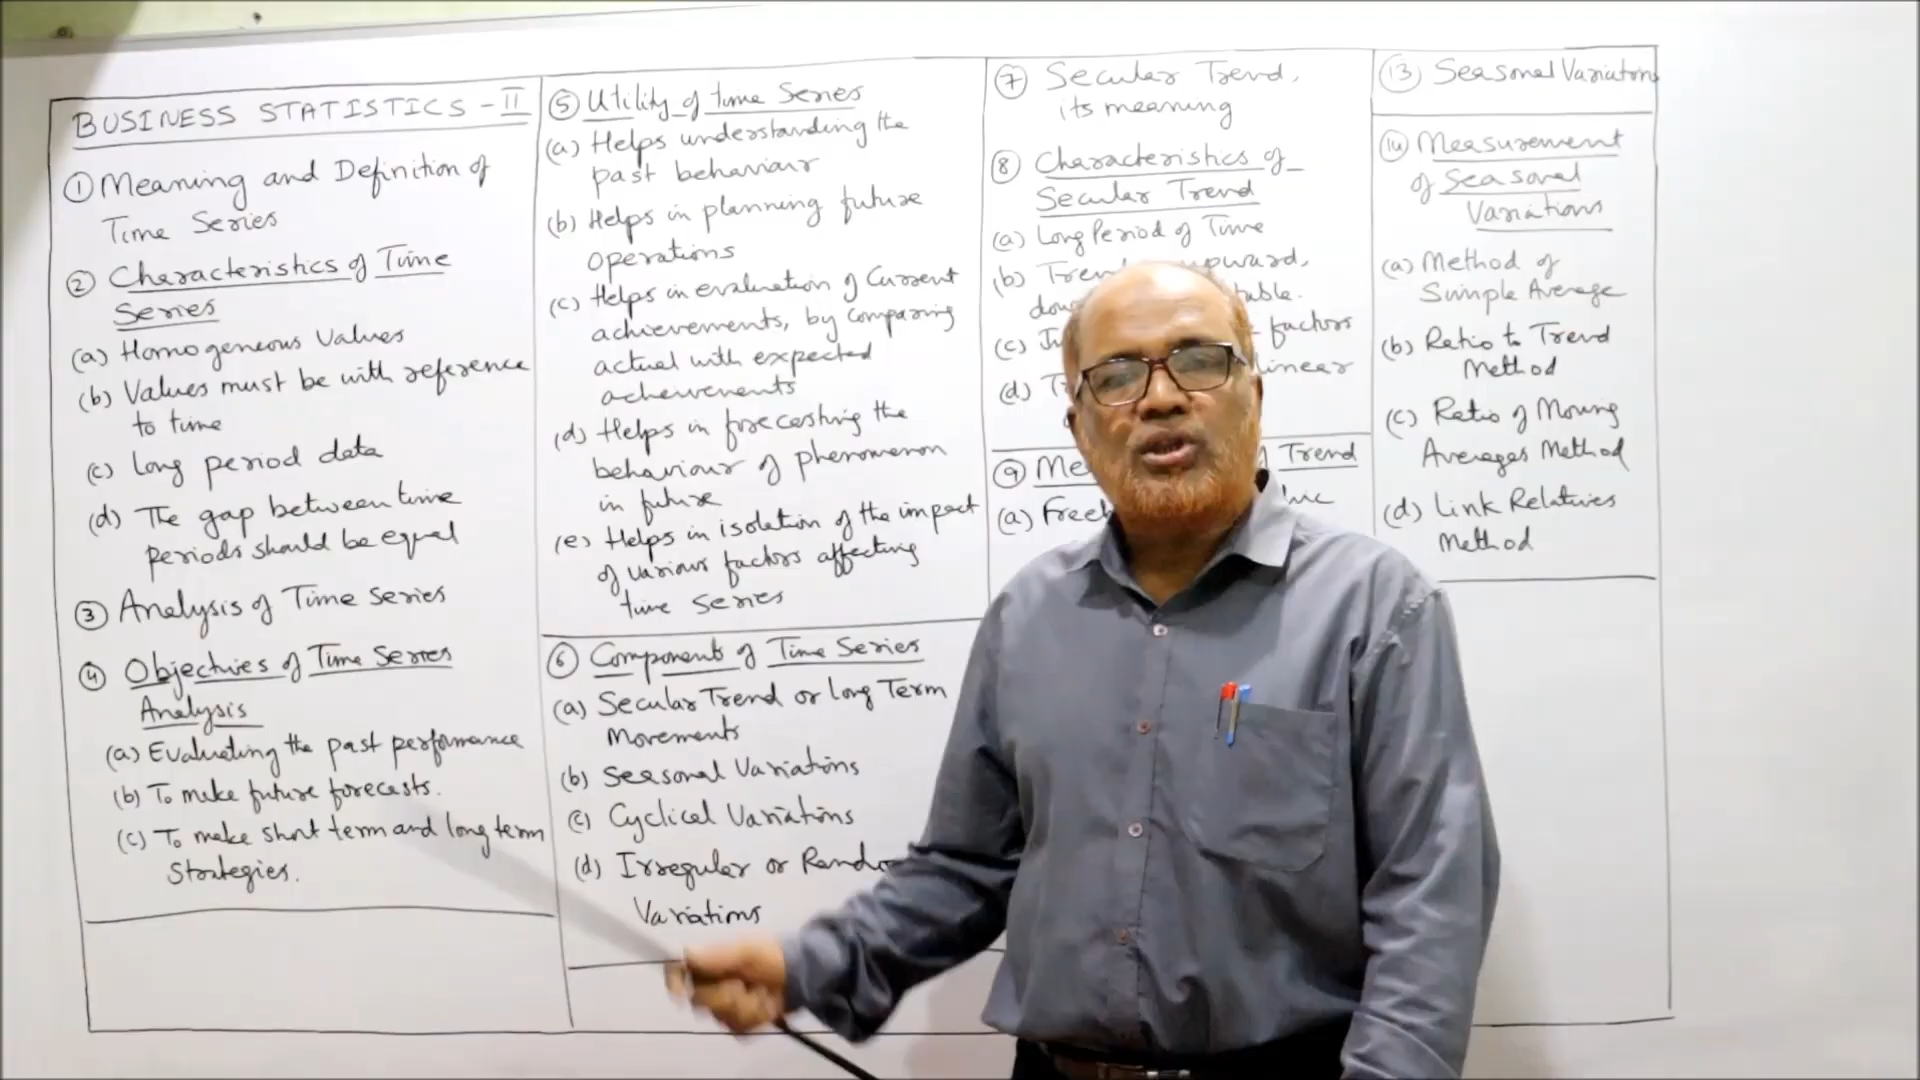 BUSINESS STATISTICS - II
① Meaning and Definition of
Time Series
② Characteristics of Time
Series
(a) Homogeneous Values
(b) Values must be with reference
to time
(c) Long period data
(d) The gap between time
periods should be equal
③ Analysis of Time Series
④ Objectives of Time Series
Analysis
(a) Evaluating the past performance
(b) To make future forecasts.
(c) To make short term and long term
Strategies.
⑤ Utility of time Series
(a) Helps understanding the
past behaviour
(b) Helps in planning future
operations
(c) Helps in evaluation of Current
achievements, by comparing
actual with expected
acheivements
(d) Helps in forecasting the
behaviour of phenomenon
in future
(e) Helps in isolation of the impact
of various factors affecting
time series
⑥ Components of Time Series
(a) Secular Trend or Long Term
Movements
(b) Seasonal Variations
(c) Cyclical Variations
(d) Irregular or
Variations
⑦ Secular Trend,
its meaning
⑧ Characteristics of
Secular Trend
(a) Long Period of Time
(b) upward,
(c) factors
(d) linear
⑨ Trend
(a)
⑬ Seasonal Variations
⑭ Measurement
of Seasonal
Variations
(a) Method of
Simple Average
(b) Ratio to Trend
Method
(c) Ratio of Moving
Averages Method
(d) Link Relatives
Method